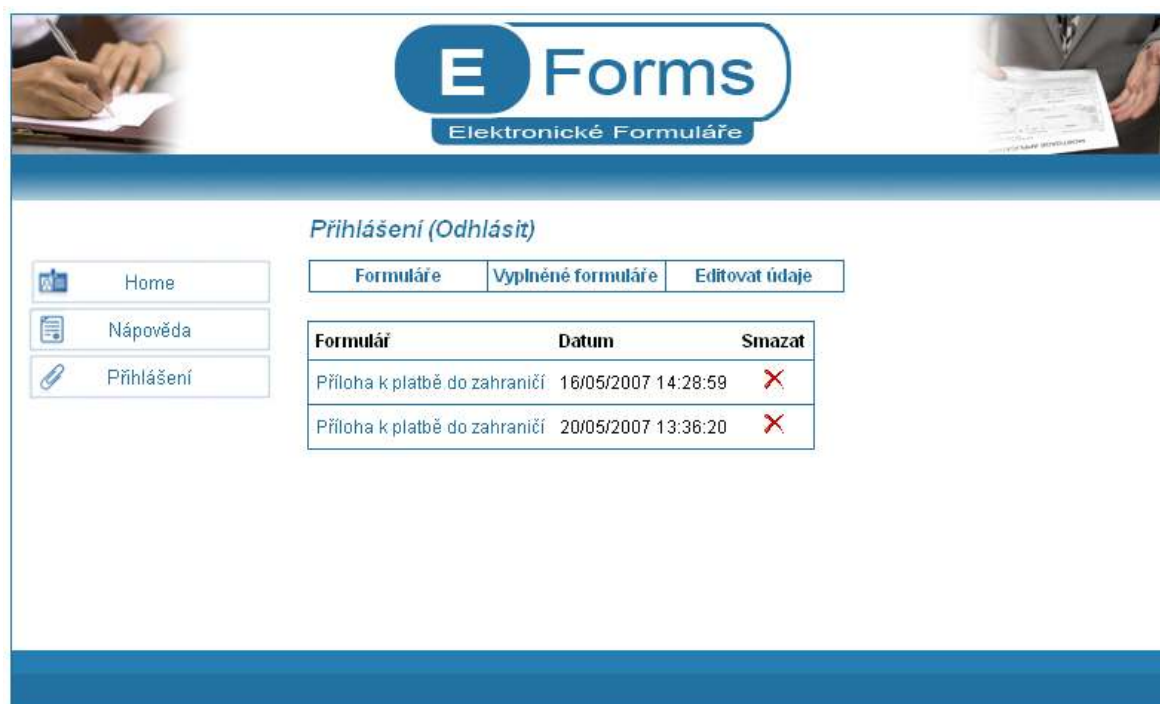 E Forms
Elektronické Formuláře
Přihlášení (Odhlásit)
Home
Nápověda
Přihlášení
Formuláře Vyplněné formuláře Editovat údaje
Formulář Datum Smazat
Příloha k platbě do zahraničí 16/05/2007 14:28:59
Příloha k platbě do zahraničí 20/05/2007 13:36:20